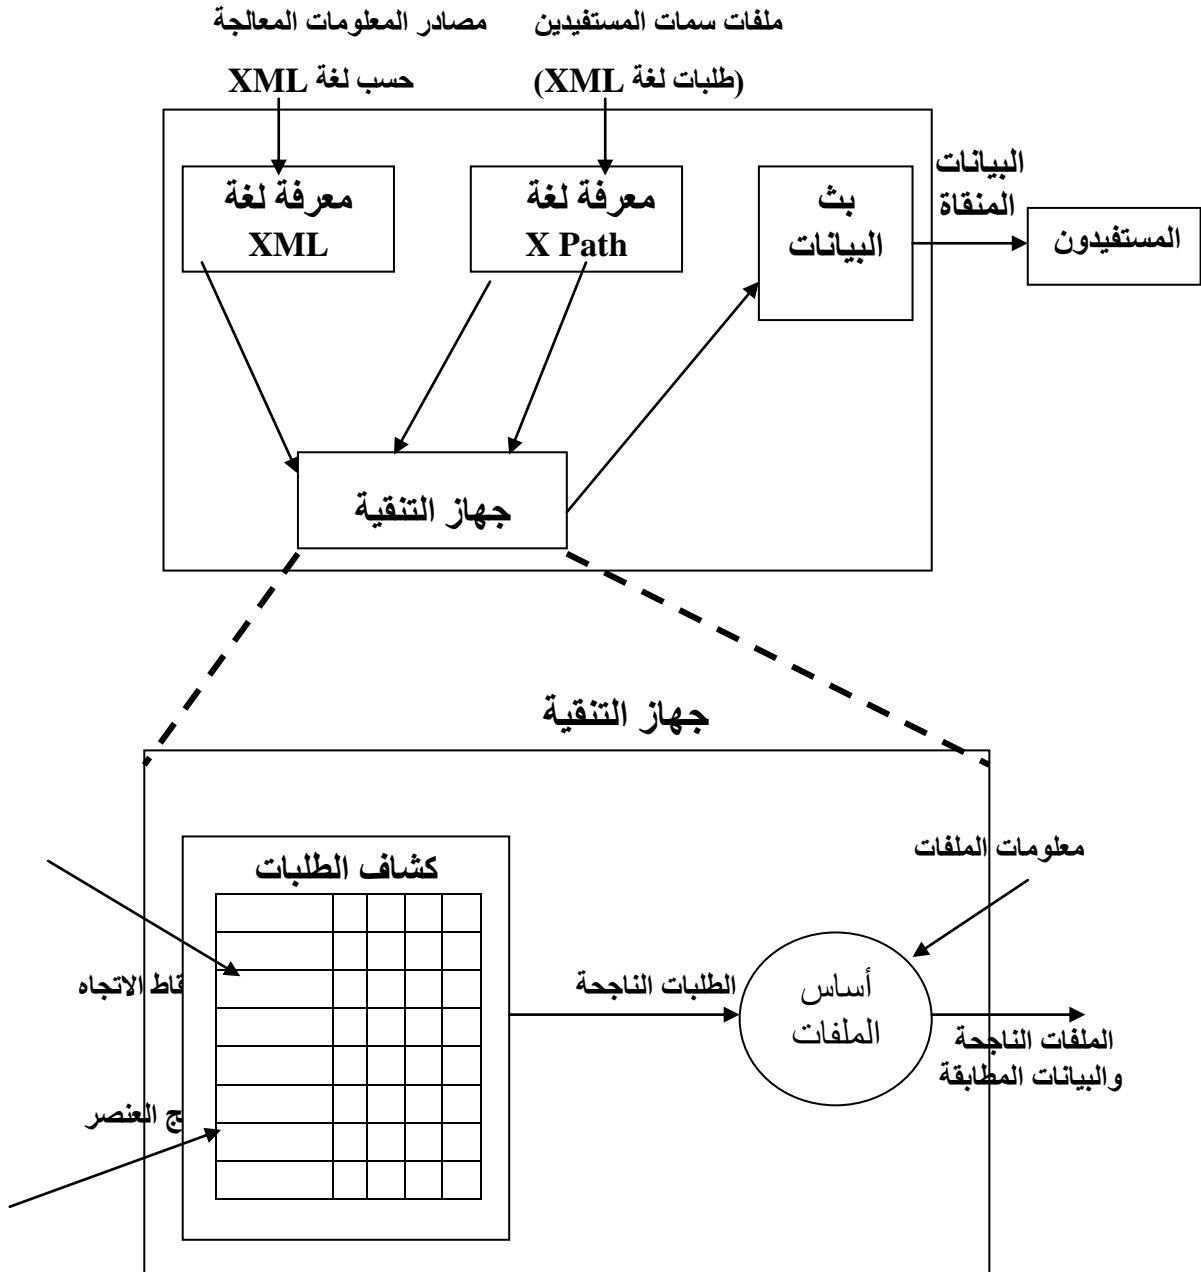 ملفات سمات المستفيدين
(طلبات لغة XML)
مصادر المعلومات المعالجة
حسب لغة XML
البيانات
المنقاة
المستفيدون
بث
البيانات
معرفة لغة
X Path
معرفة لغة
XML
جهاز التنقية
جهاز التنقية
معلومات الملفات
كشاف الطلبات
أساس
الملفات
الطلبات الناجحة
الاتجاه
الملفات الناجحة
والبيانات المطابقة
العنصر